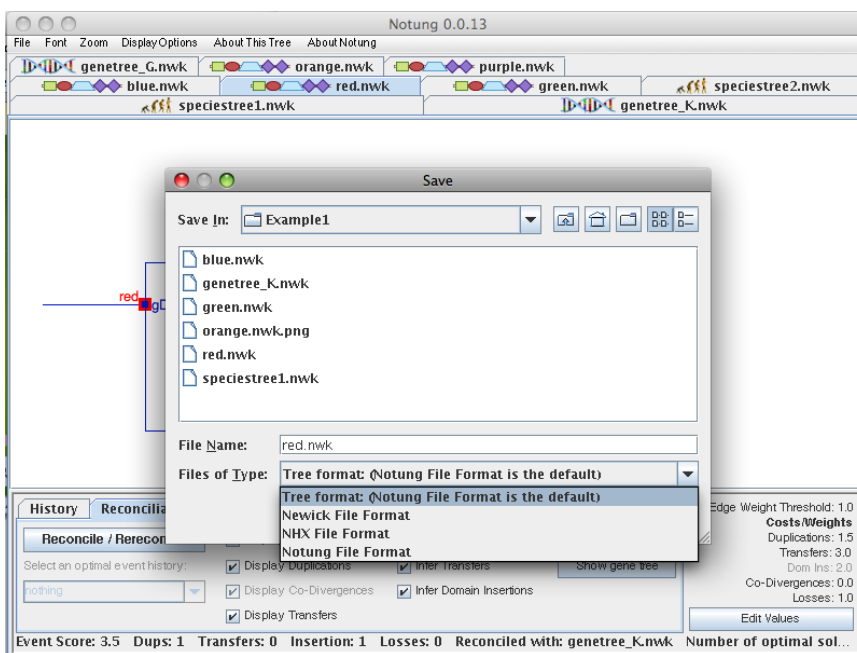 Notung 0.0.13
File Font Zoom Display Options About This Tree About Notung
genetree_G.nwk orange.nwk purple.nwk
blue.nwk red.nwk green.nwk speciestree2.nwk
speciestree1.nwk genetree_K.nwk
Save
Save In: Example1
blue.nwk
genetree_K.nwk
green.nwk
orange.nwk.png
red.nwk
speciestree1.nwk
red
File Name: red.nwk
Files of Type: Tree format: (Notung File Format is the default)
Tree format: (Notung File Format is the default)
Newick File Format
NHX File Format
Notung File Format
History Reconcilia
Edge Weight Threshold: 1.0
Costs/Weights
Reconcile / Rerecon
Duplications: 1.5
Transfers: 3.0
Select an optimal event history: Display Duplications Infer Transfers Show gene tree
Dom Ins: 2.0
nothing Display Co-Divergences Infer Domain Insertions
Co-Divergences: 0.0
Losses: 1.0
Display Transfers
Edit Values
Event Score: 3.5 Dups: 1 Transfers: 0 Insertion: 1 Losses: 0 Reconciled with: genetree_K.nwk Number of optimal sol...